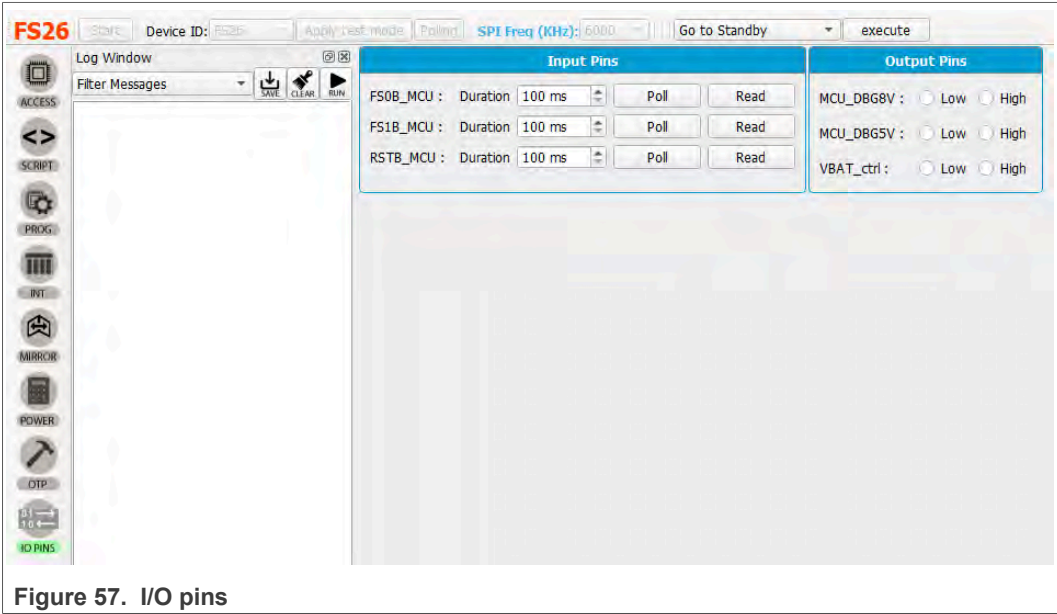 FS26 Start Device ID: FS26 Apply test mode Polling SPI Freq (KHz): 6000 Go to Standby execute
Log Window
Filter Messages SAVE CLEAR RUN
Input Pins
FS0B_MCU : Duration 100 ms Poll Read
FS1B_MCU : Duration 100 ms Poll Read
RSTB_MCU : Duration 100 ms Poll Read
Output Pins
MCU_DBG8V : Low High
MCU_DBG5V : Low High
VBAT_ctrl : Low High
ACCESS
SCRIPT
PROG
INT
MIRROR
POWER
OTP
IO PINS
Figure 57. I/O pins